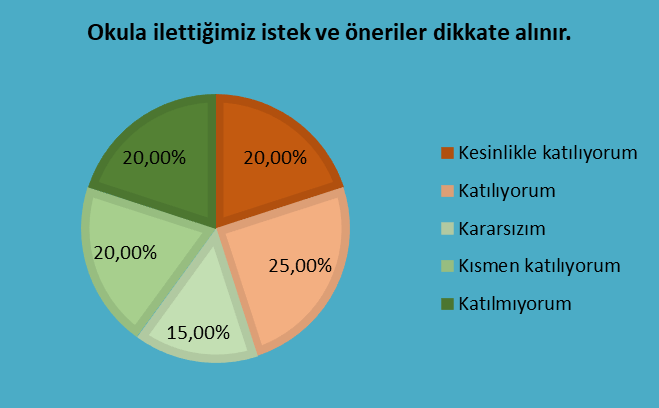 Okula ilettiğimiz istek ve öneriler dikkate alınır.
20,00%
20,00%
25,00%
15,00%
20,00%
Kesinlikle katılıyorum
Katılıyorum
Kararsızım
Kısmen katılıyorum
Katılmıyorum